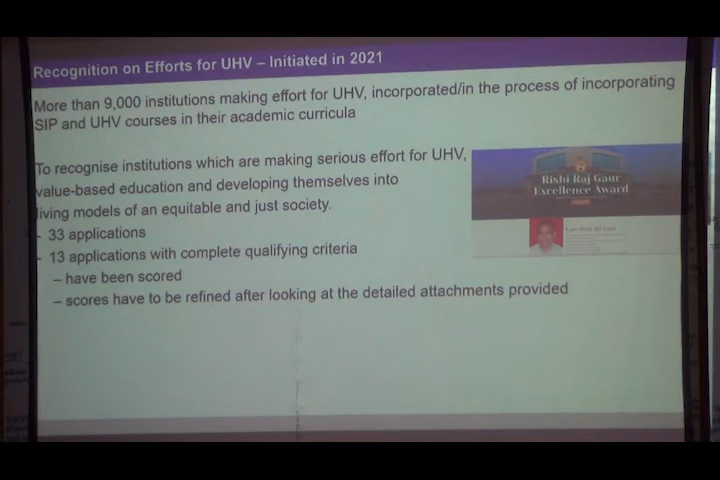 Recognition on Efforts for UHV – Initiated in 2021
More than 9,000 institutions making effort for UHV, incorporated/in the process of incorporating
SIP and UHV courses in their academic curricula
To recognise institutions which are making serious effort for UHV,
value-based education and developing themselves into
living models of an equitable and just society.
- 33 applications
- 13 applications with complete qualifying criteria
– have been scored
– scores have to be refined after looking at the detailed attachments provided
Rishi Raj Gaur
Excellence Award